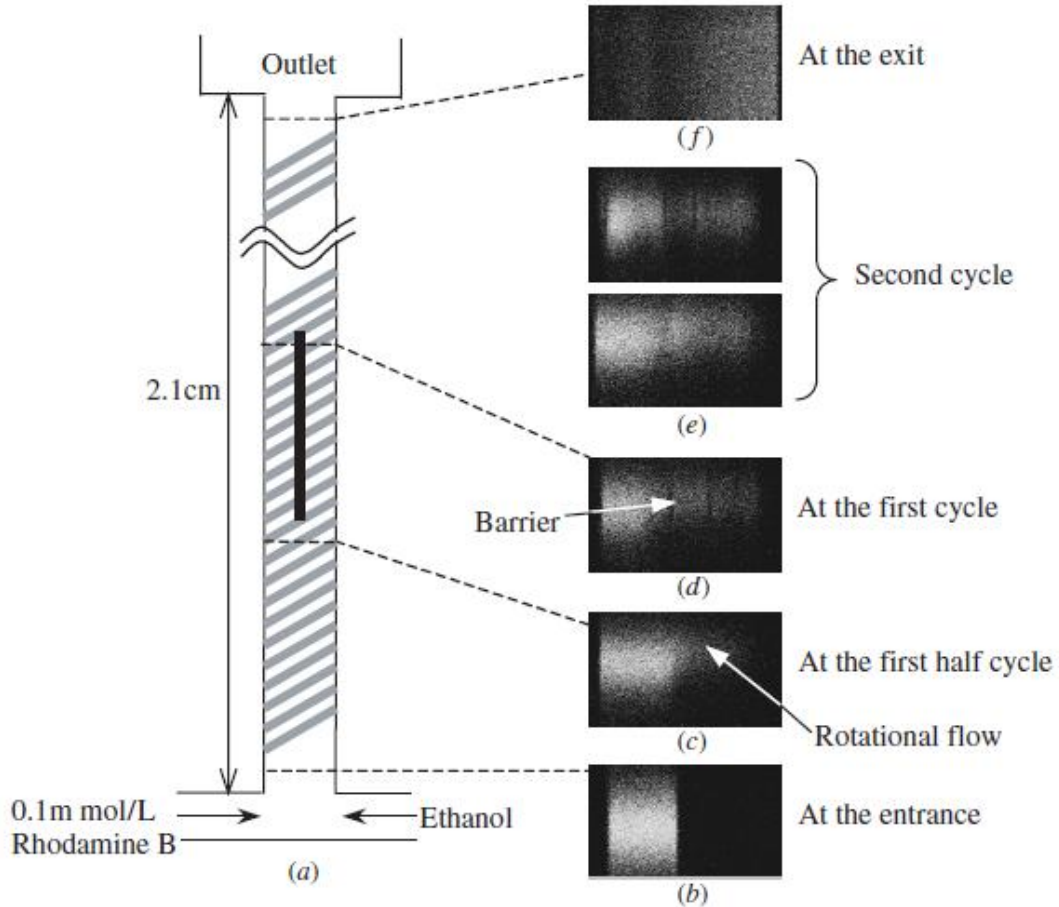 Outlet
At the exit
(f)
Second cycle
2.1cm
(e)
Barrier
At the first cycle
(d)
At the first half cycle
Rotational flow
(c)
0.1m mol/L
Rhodamine B
Ethanol
At the entrance
(a)
(b)